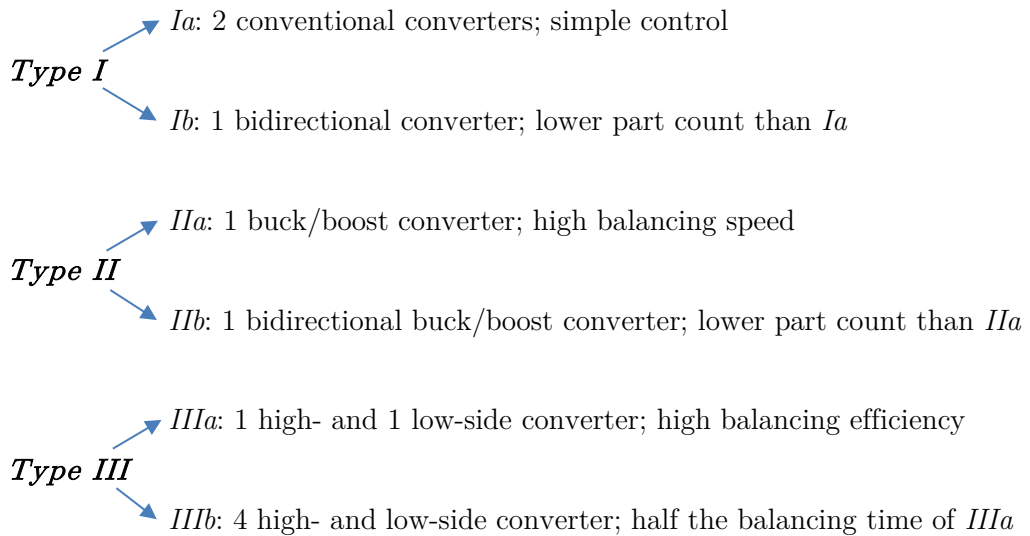 Ia: 2 conventional converters; simple control
Type I
Ib: 1 bidirectional converter; lower part count than Ia
IIa: 1 buck/boost converter; high balancing speed
Type II
IIb: 1 bidirectional buck/boost converter; lower part count than IIa
IIIa: 1 high- and 1 low-side converter; high balancing efficiency
Type III
IIIb: 4 high- and low-side converter; half the balancing time of IIIa